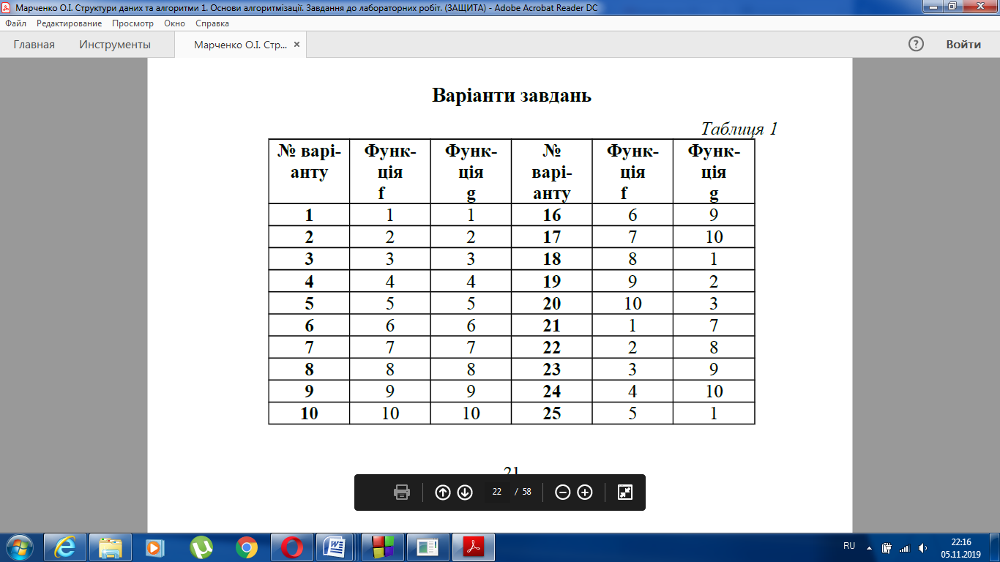 Марченко О.І. Структури даних та алгоритми 1. Основи алгоритмізації. Завдання до лабораторних робіт. (ЗАЩИТА) - Adobe Acrobat Reader DC
Файл Редактирование Просмотр Окно Справка
Главная Инструменты Марченко О.І. Стр... × ? Войти
Варіанти завдань
Таблиця 1
№ варі- Функ- Функ- № Функ- Функ-
анту ція ція варі- ція ція
f g анту f g
1 1 1 16 6 9
2 2 2 17 7 10
3 3 3 18 8 1
4 4 4 19 9 2
5 5 5 20 10 3
6 6 6 21 1 7
7 7 7 22 2 8
8 8 8 23 3 9
9 9 9 24 4 10
10 10 10 25 5 1
21
22 / 58
RU 22:16
05.11.2019